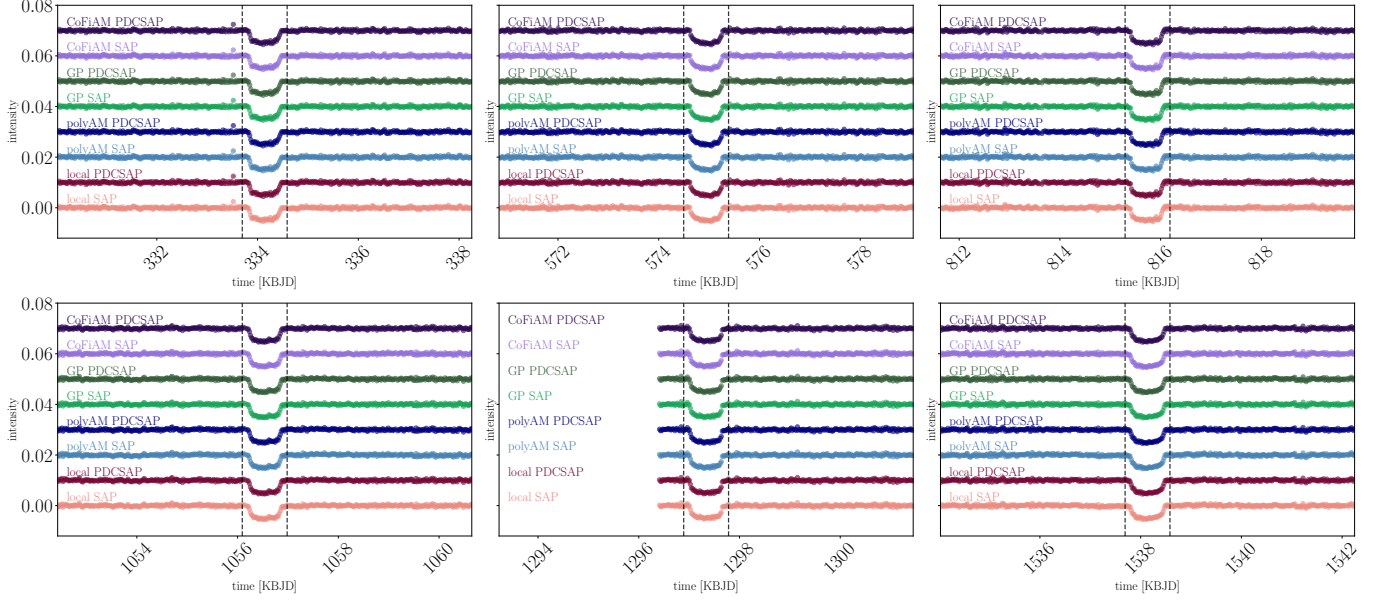 0.08
0.06
0.04
0.02
0.00
intensity
CoFiAM PDCSAP
CoFiAM SAP
GP PDCSAP
GP SAP
polyAM PDCSAP
polyAM SAP
local PDCSAP
local SAP
332
334
336
338
time [KBJD]
intensity
CoFiAM PDCSAP
CoFiAM SAP
GP PDCSAP
GP SAP
polyAM PDCSAP
polyAM SAP
local PDCSAP
local SAP
572
574
576
578
time [KBJD]
intensity
CoFiAM PDCSAP
CoFiAM SAP
GP PDCSAP
GP SAP
polyAM PDCSAP
polyAM SAP
local PDCSAP
local SAP
812
814
816
818
time [KBJD]
0.08
0.06
0.04
0.02
0.00
intensity
CoFiAM PDCSAP
CoFiAM SAP
GP PDCSAP
GP SAP
polyAM PDCSAP
polyAM SAP
local PDCSAP
local SAP
1054
1056
1058
1060
time [KBJD]
intensity
CoFiAM PDCSAP
CoFiAM SAP
GP PDCSAP
GP SAP
polyAM PDCSAP
polyAM SAP
local PDCSAP
local SAP
1294
1296
1298
1300
time [KBJD]
intensity
CoFiAM PDCSAP
CoFiAM SAP
GP PDCSAP
GP SAP
polyAM PDCSAP
polyAM SAP
local PDCSAP
local SAP
1536
1538
1540
1542
time [KBJD]